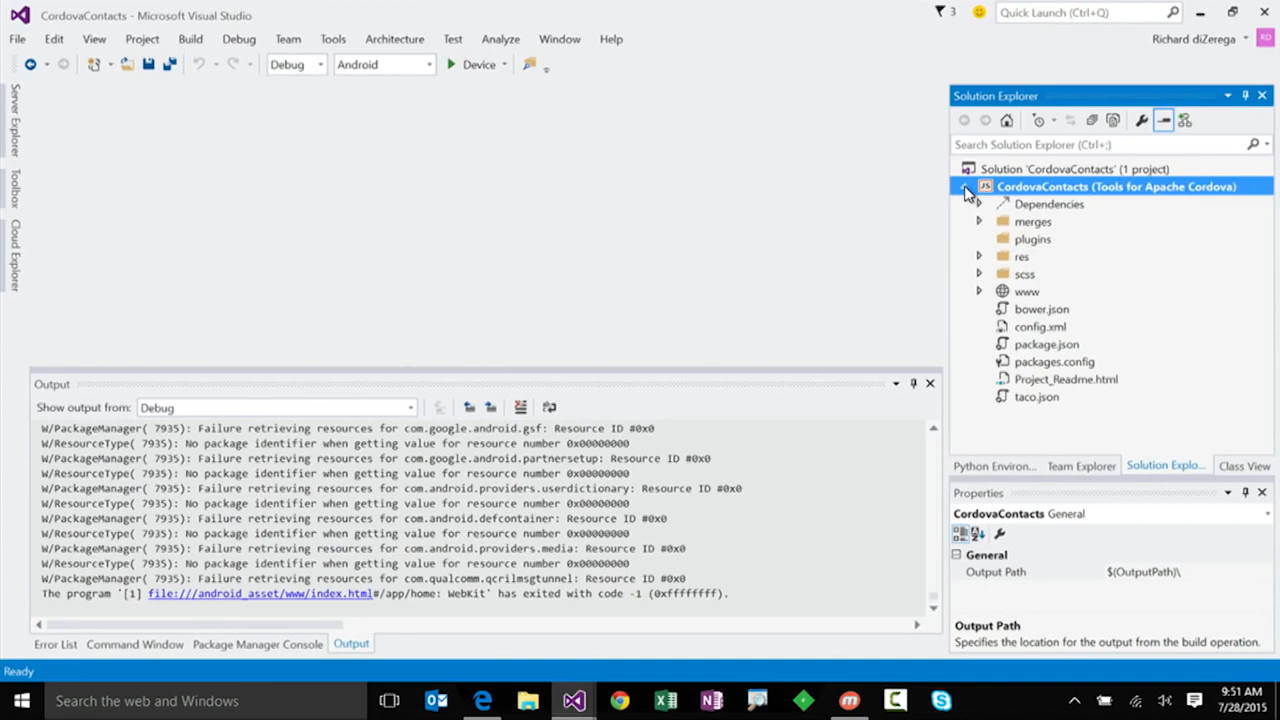 CordovaContacts - Microsoft Visual Studio
3
Quick Launch (Ctrl+Q)
File Edit View Project Build Debug Team Tools Architecture Test Analyze Window Help
Richard diZerega
RD
Debug
Android
Device
Server Explorer
Toolbox
Cloud Explorer
Solution Explorer
Search Solution Explorer (Ctrl+;)
Solution 'CordovaContacts' (1 project)
JS CordovaContacts (Tools for Apache Cordova)
Dependencies
merges
plugins
res
scss
www
bower.json
config.xml
package.json
packages.config
Project_Readme.html
taco.json
Python Environ... Team Explorer Solution Explo... Class View
Properties
CordovaContacts General
General
Output Path $(OutputPath)\
Output Path
Specifies the location for the output from the build operation.
Output
Show output from: Debug
W/PackageManager( 7935): Failure retrieving resources for com.google.android.gsf: Resource ID #0x0
W/ResourceType( 7935): No package identifier when getting value for resource number 0x00000000
W/PackageManager( 7935): Failure retrieving resources for com.google.android.partnersetup: Resource ID #0x0
W/ResourceType( 7935): No package identifier when getting value for resource number 0x00000000
W/PackageManager( 7935): Failure retrieving resources for com.android.providers.userdictionary: Resource ID #0x0
W/ResourceType( 7935): No package identifier when getting value for resource number 0x00000000
W/PackageManager( 7935): Failure retrieving resources for com.android.defcontainer: Resource ID #0x0
W/ResourceType( 7935): No package identifier when getting value for resource number 0x00000000
W/PackageManager( 7935): Failure retrieving resources for com.android.providers.media: Resource ID #0x0
W/ResourceType( 7935): No package identifier when getting value for resource number 0x00000000
W/PackageManager( 7935): Failure retrieving resources for com.qualcomm.qcrilmsgtunnel: Resource ID #0x0
The program '[1] file:///android_asset/www/index.html#/app/home: WebKit' has exited with code -1 (0xffffffff).
Error List Command Window Package Manager Console Output
Ready
Search the web and Windows
9:51 AM
7/28/2015